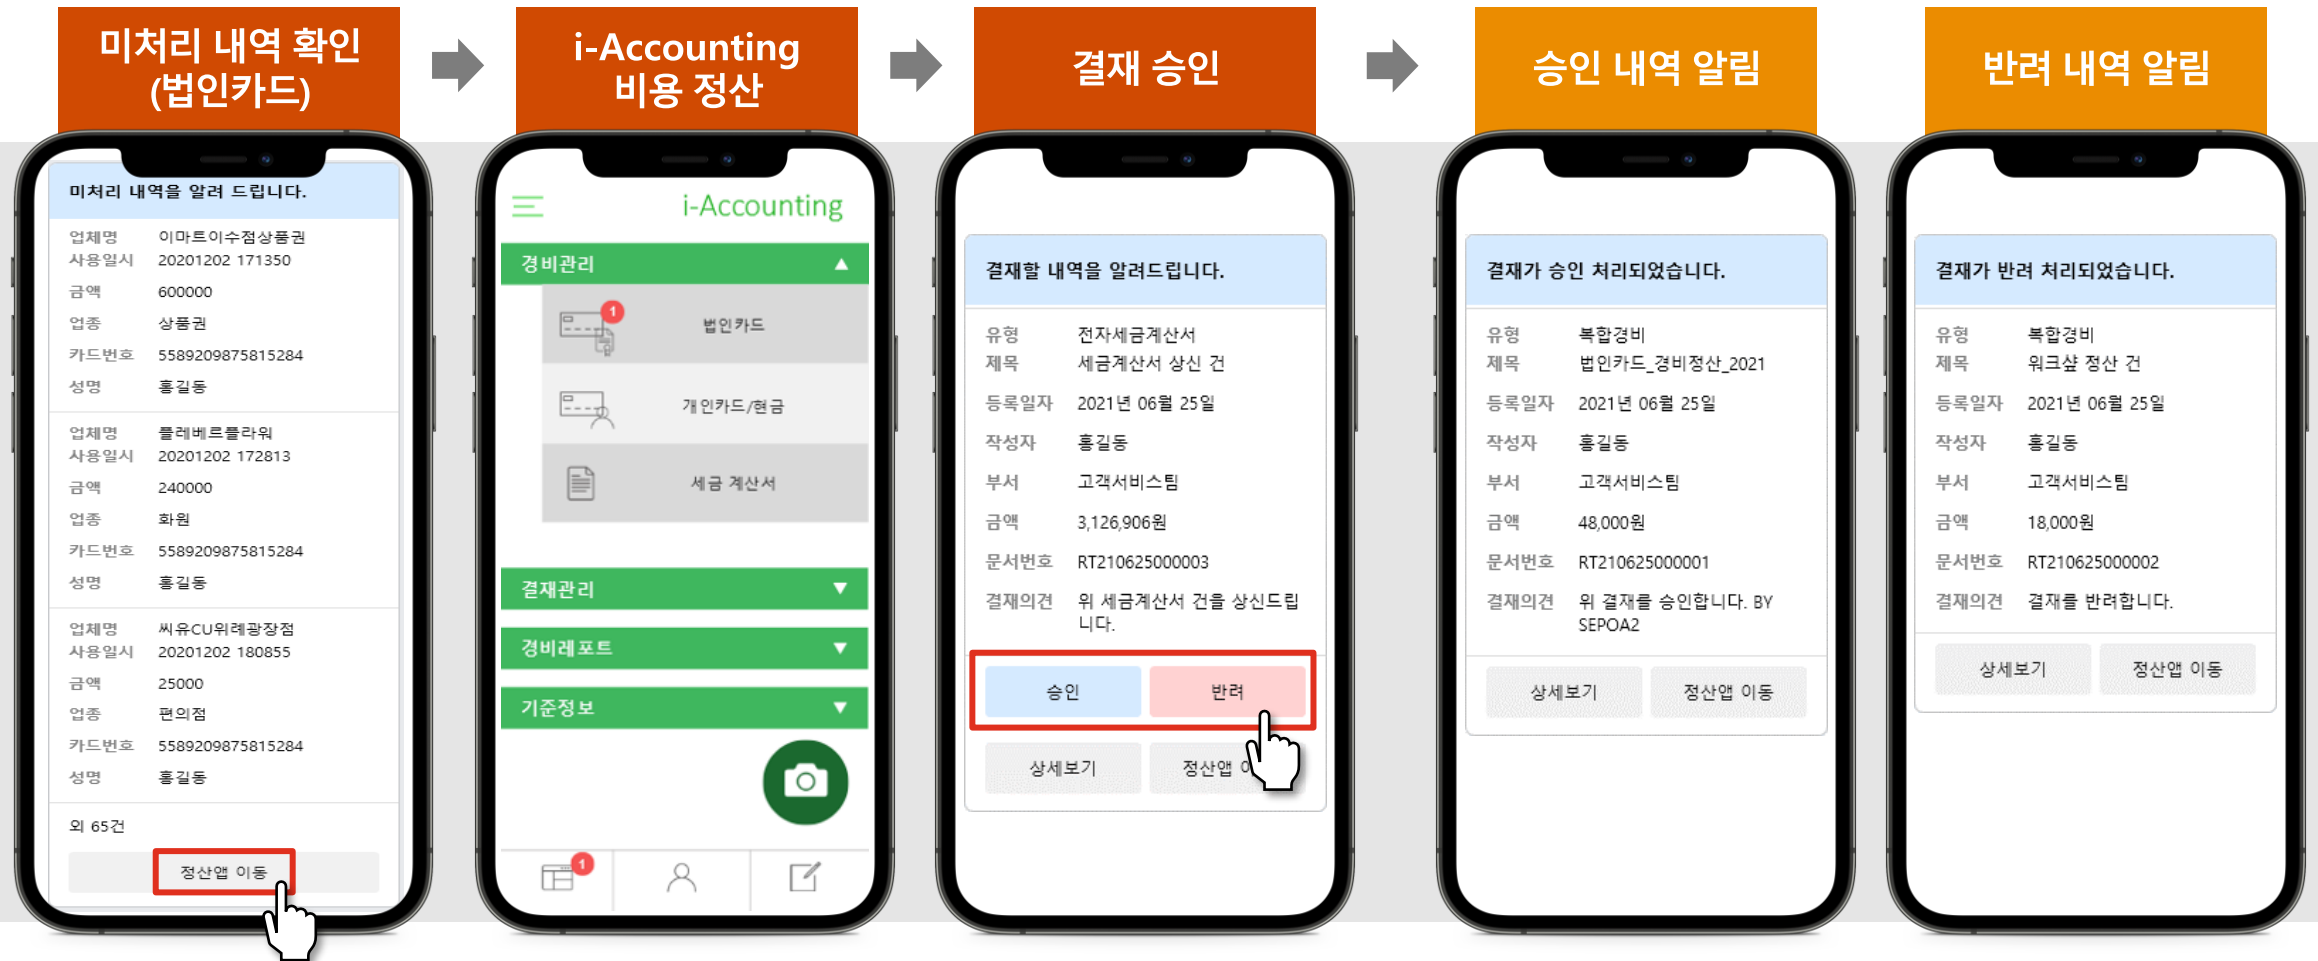 미처리 내역 확인
(법인카드)
i-Accounting
비용 정산
결재 승인
승인 내역 알림
반려 내역 알림
미처리 내역을 알려 드립니다.
업체명 이마트이수점상품권
사용일시 20201202 171350
금액 600000
업종 상품권
카드번호 5589209875815284
성명 홍길동
업체명 플레베르플라워
사용일시 20201202 172813
금액 240000
업종 화원
카드번호 5589209875815284
성명 홍길동
업체명 씨유CU위례광장점
사용일시 20201202 180855
금액 25000
업종 편의점
카드번호 5589209875815284
성명 홍길동
외 65건
정산앱 이동
i-Accounting
경비관리
1
법인카드
개인카드/현금
세금 계산서
결재관리
경비레포트
기준정보
1
결재할 내역을 알려드립니다.
유형 전자세금계산서
제목 세금계산서 상신 건
등록일자 2021년 06월 25일
작성자 홍길동
부서 고객서비스팀
금액 3,126,906원
문서번호 RT210625000003
결재의견 위 세금계산서 건을 상신드립
니다.
승인 반려
상세보기 정산앱
결재가 승인 처리되었습니다.
유형 복합경비
제목 법인카드_경비정산_2021
등록일자 2021년 06월 25일
작성자 홍길동
부서 고객서비스팀
금액 48,000원
문서번호 RT210625000001
결재의견 위 결재를 승인합니다. BY
SEPOA2
상세보기 정산앱 이동
결재가 반려 처리되었습니다.
유형 복합경비
제목 워크샾 정산 건
등록일자 2021년 06월 25일
작성자 홍길동
부서 고객서비스팀
금액 18,000원
문서번호 RT210625000002
결재의견 결재를 반려합니다.
상세보기 정산앱 이동